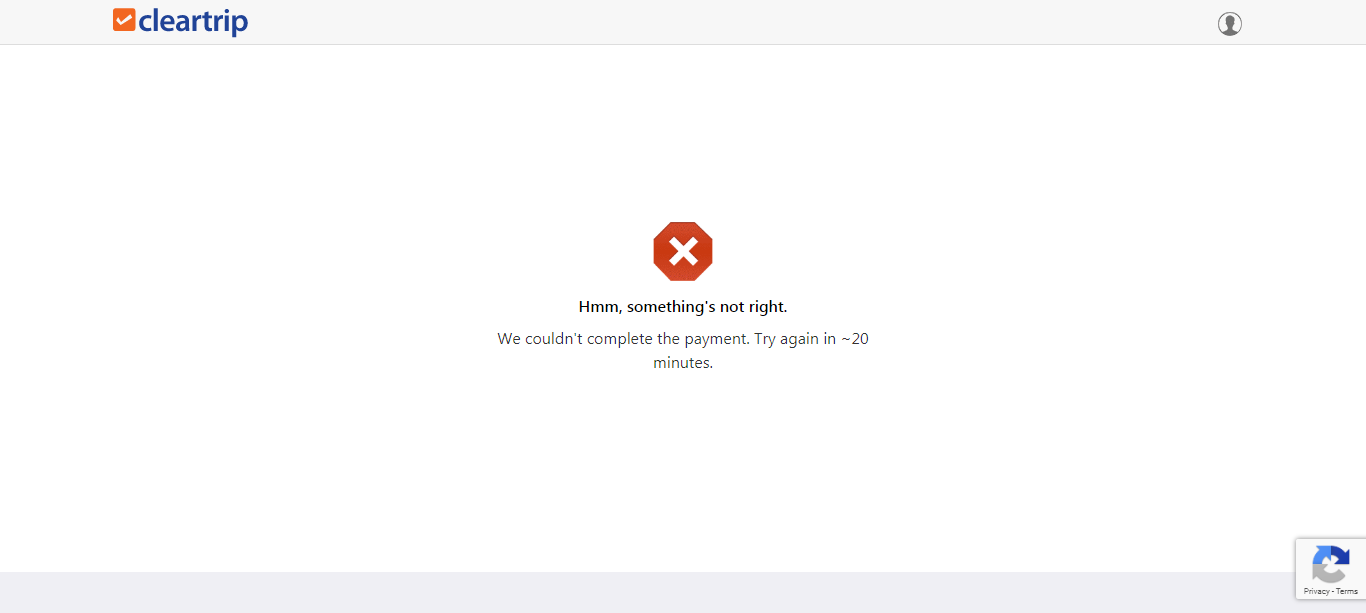 cleartrip
Hmm, something's not right.
We couldn't complete the payment. Try again in ~20
minutes.
Privacy - Terms